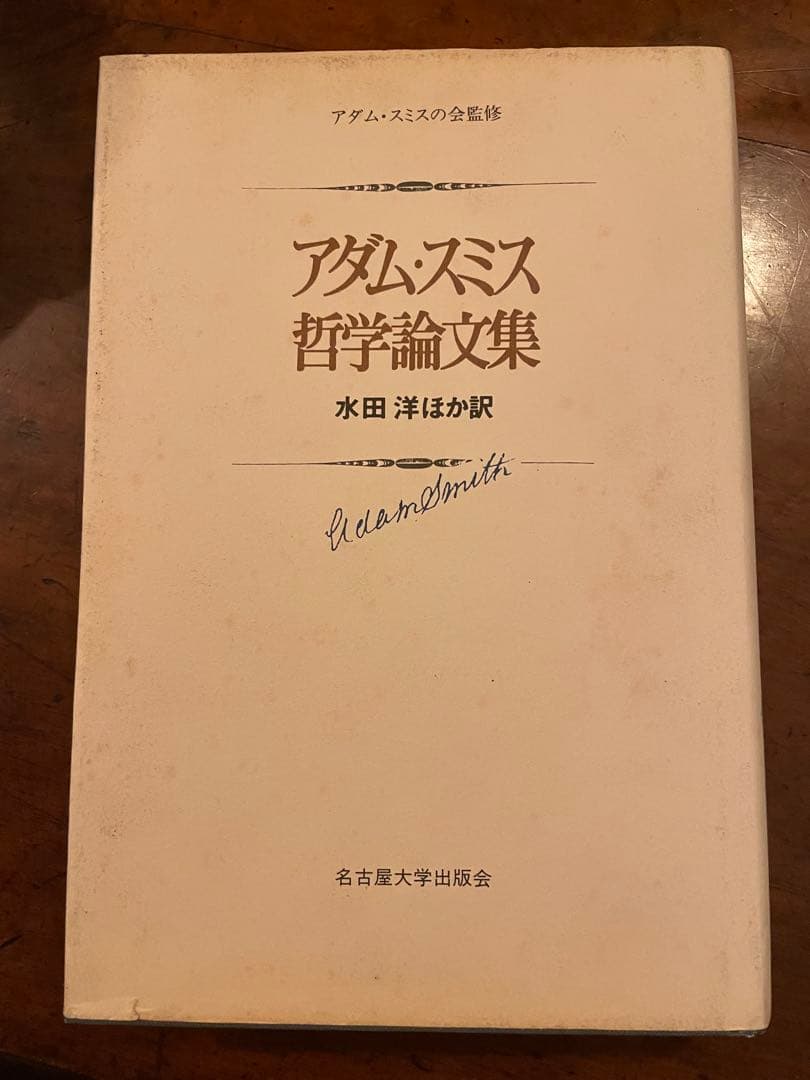 アダム・スミスの会監修
アダム・スミス
哲学論文集
水田 洋ほか訳
Adam Smith
名古屋大学出版会